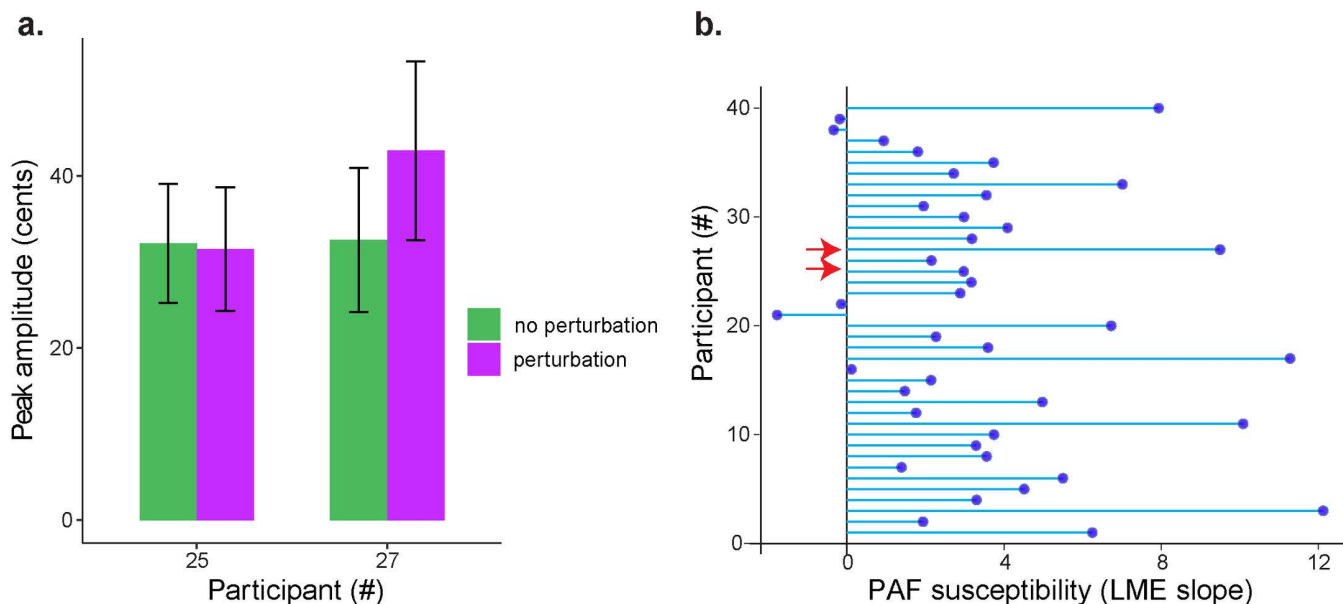 a.
Peak amplitude (cents)
40
20
0
25
27
Participant (#)
no perturbation
perturbation
b.
Participant (#)
40
30
20
10
0
0
4
8
12
PAF susceptibility (LME slope)